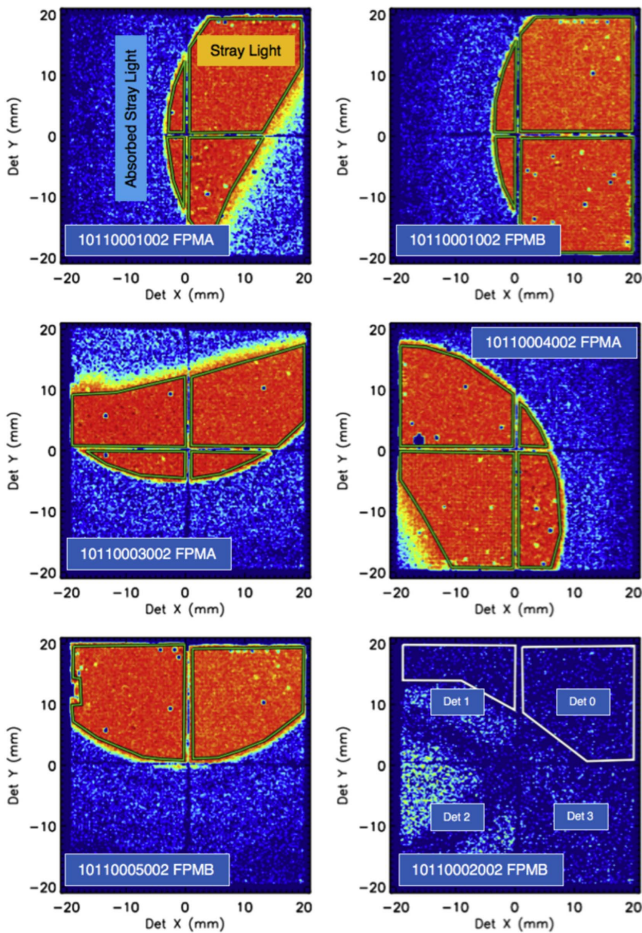 20
10
0
-10
-20
Det Y (mm)
Absorbed Stray Light
Stray Light
10110001002 FPMA
-20 -10 0 10 20
Det X (mm)
20
10
0
-10
-20
Det Y (mm)
10110001002 FPMB
-20 -10 0 10 20
Det X (mm)
20
10
0
-10
-20
Det Y (mm)
10110003002 FPMA
-20 -10 0 10 20
Det X (mm)
20
10
0
-10
-20
Det Y (mm)
10110004002 FPMA
-20 -10 0 10 20
Det X (mm)
20
10
0
-10
-20
Det Y (mm)
10110005002 FPMB
-20 -10 0 10 20
Det X (mm)
20
10
0
-10
-20
Det Y (mm)
Det 1 Det 0
Det 2 Det 3
10110002002 FPMB
-20 -10 0 10 20
Det X (mm)